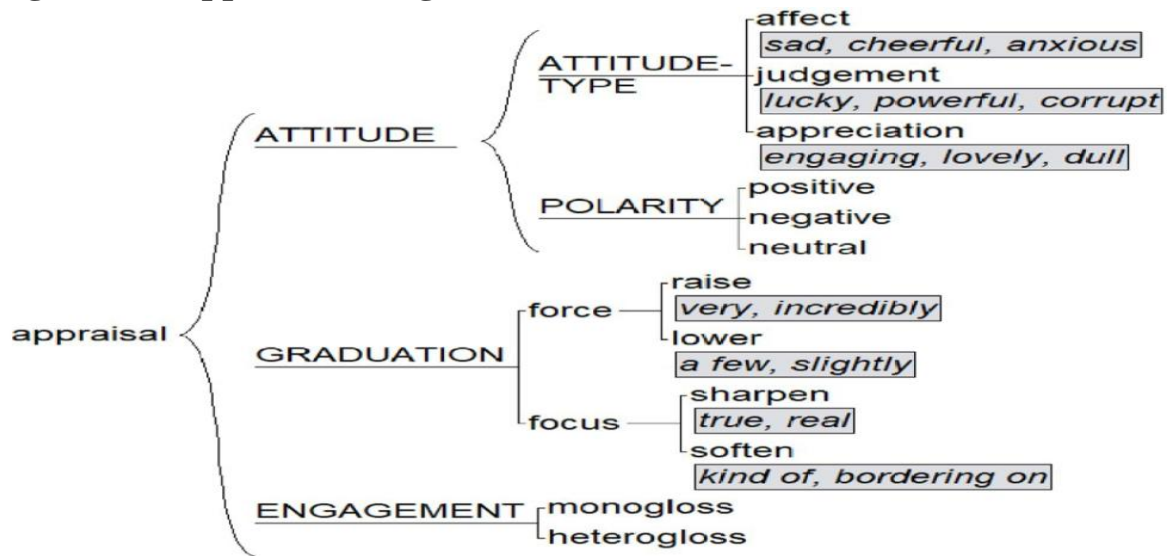 affect
sad, cheerful, anxious
ATTITUDE-
TYPE
judgement
lucky, powerful, corrupt
ATTITUDE
appreciation
engaging, lovely, dull
positive
POLARITY
negative
neutral
raise
force
very, incredibly
appraisal
lower
GRADUATION
a few, slightly
sharpen
focus
true, real
soften
kind of, bordering on
ENGAGEMENT
monogloss
heterogloss